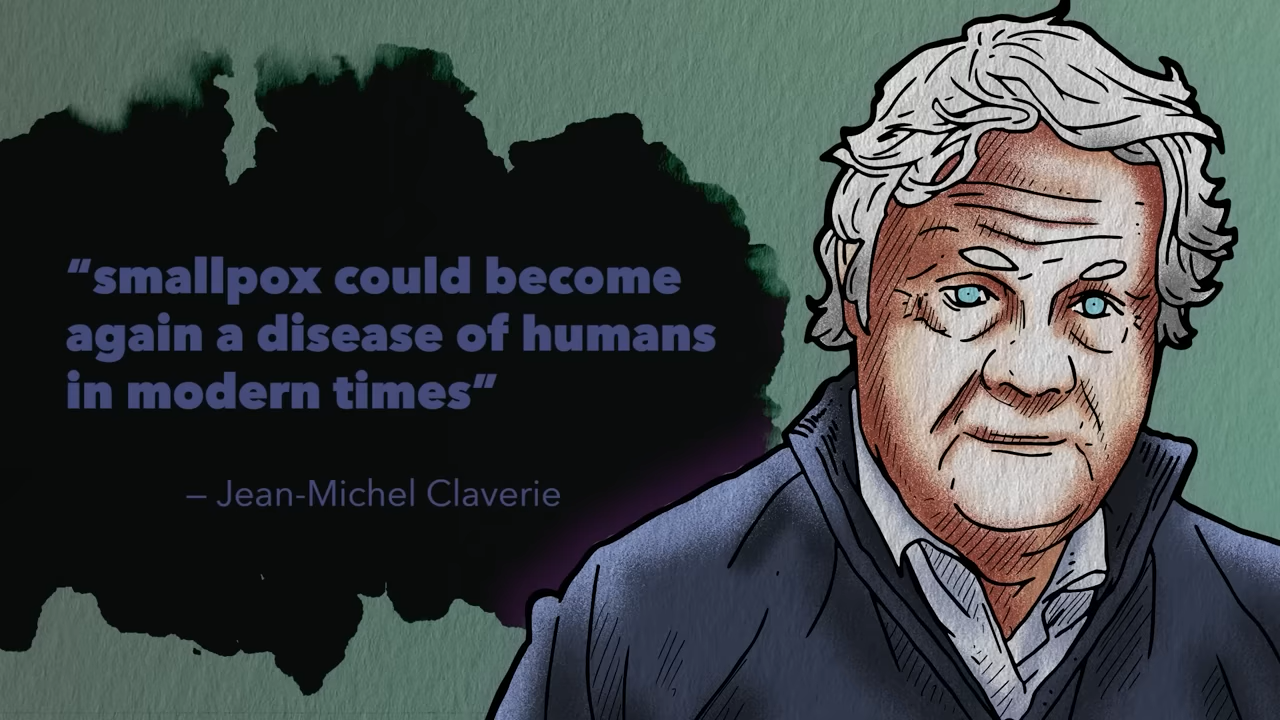 “smallpox could become
again a disease of humans
in modern times”
– Jean-Michel Claverie